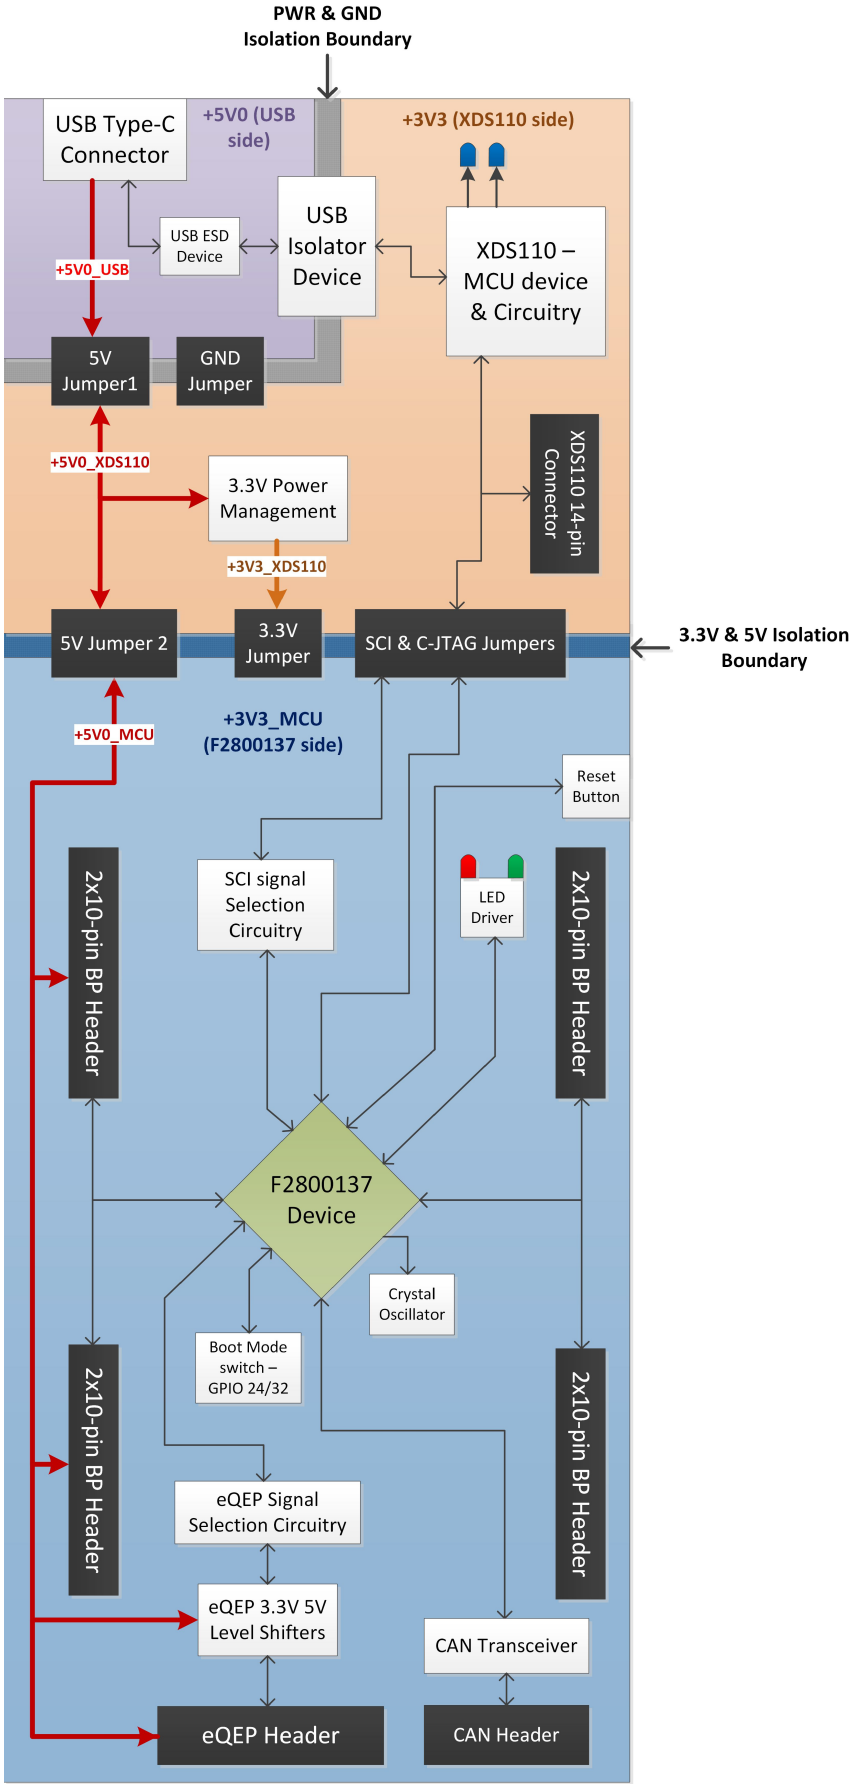 PWR & GND
Isolation Boundary
+5V0 (USB
side)
+3V3 (XDS110 side)
USB Type-C
Connector
USB ESD
Device
USB
Isolator
Device
XDS110 –
MCU device
& Circuitry
+5V0_USB
5V
Jumper1
GND
Jumper
+5V0_XDS110
3.3V Power
Management
XDS110 14-pin
Connector
+3V3_XDS110
5V Jumper 2
3.3V
Jumper
SCI & C-JTAG Jumpers
3.3V & 5V Isolation
Boundary
+5V0_MCU
+3V3_MCU
(F2800137 side)
Reset
Button
2x10-pin BP Header
SCI signal
Selection
Circuitry
LED
Driver
2x10-pin BP Header
F2800137
Device
Crystal
Oscillator
Boot Mode
switch –
GPIO 24/32
2x10-pin BP Header
2x10-pin BP Header
eQEP Signal
Selection Circuitry
eQEP 3.3V 5V
Level Shifters
CAN Transceiver
eQEP Header
CAN Header